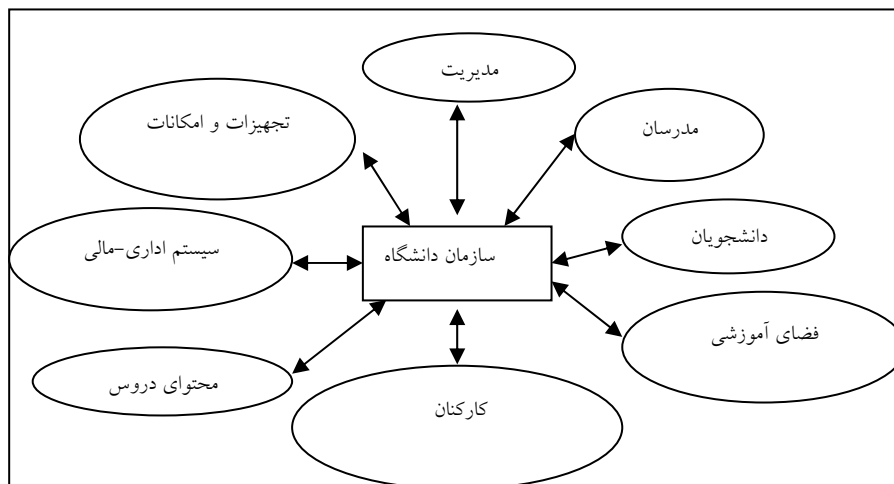 مدیریت
تجهیزات و امکانات
مدرسان
دانشجویان
سیستم اداری-مالی
سازمان دانشگاه
فضای آموزشی
محتوای دروس
کارکنان